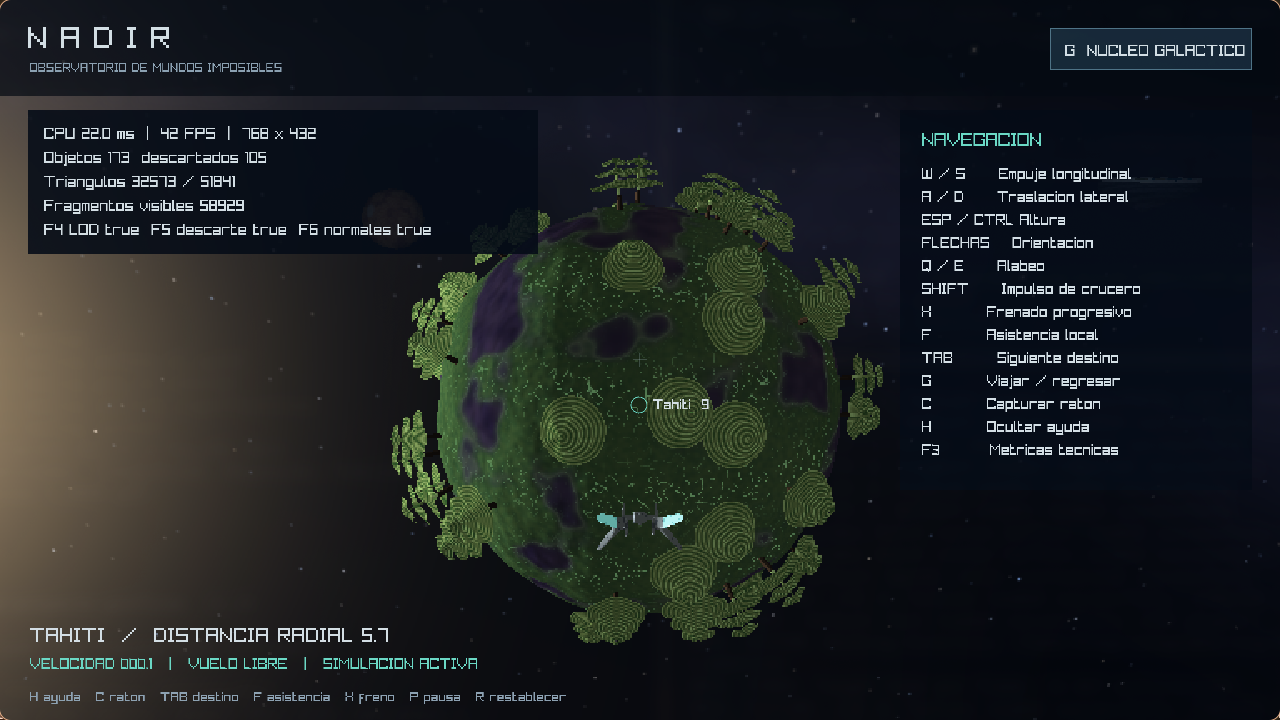 NADIR
OBSERVATORIO DE MUNDOS IMPOSIBLES
G NUCLEO GALACTICO
CPU 22.0 ms | 42 FPS | 768 x 432
Objetos 173 descartados 105
Triangulos 32573 / 51841
Fragmentos visibles 58929
F4 LOD true F5 descarte true F6 normales true
NAVEGACION
W / S Empuje longitudinal
A / D Traslacion lateral
ESP / CTRL Altura
FLECHAS Orientacion
Q / E Alabeo
SHIFT Impulso de crucero
X Frenado progresivo
F Asistencia local
TAB Siguiente destino
G Viajar / regresar
C Capturar raton
H Ocultar ayuda
F3 Metricas tecnicas
Tahiti 9
TAHITI / DISTANCIA RADIAL 5.7
VELOCIDAD 000.1 | VUELO LIBRE | SIMULACION ACTIVA
H ayuda C raton TAB destino F asistencia X freno P pausa R restablecer